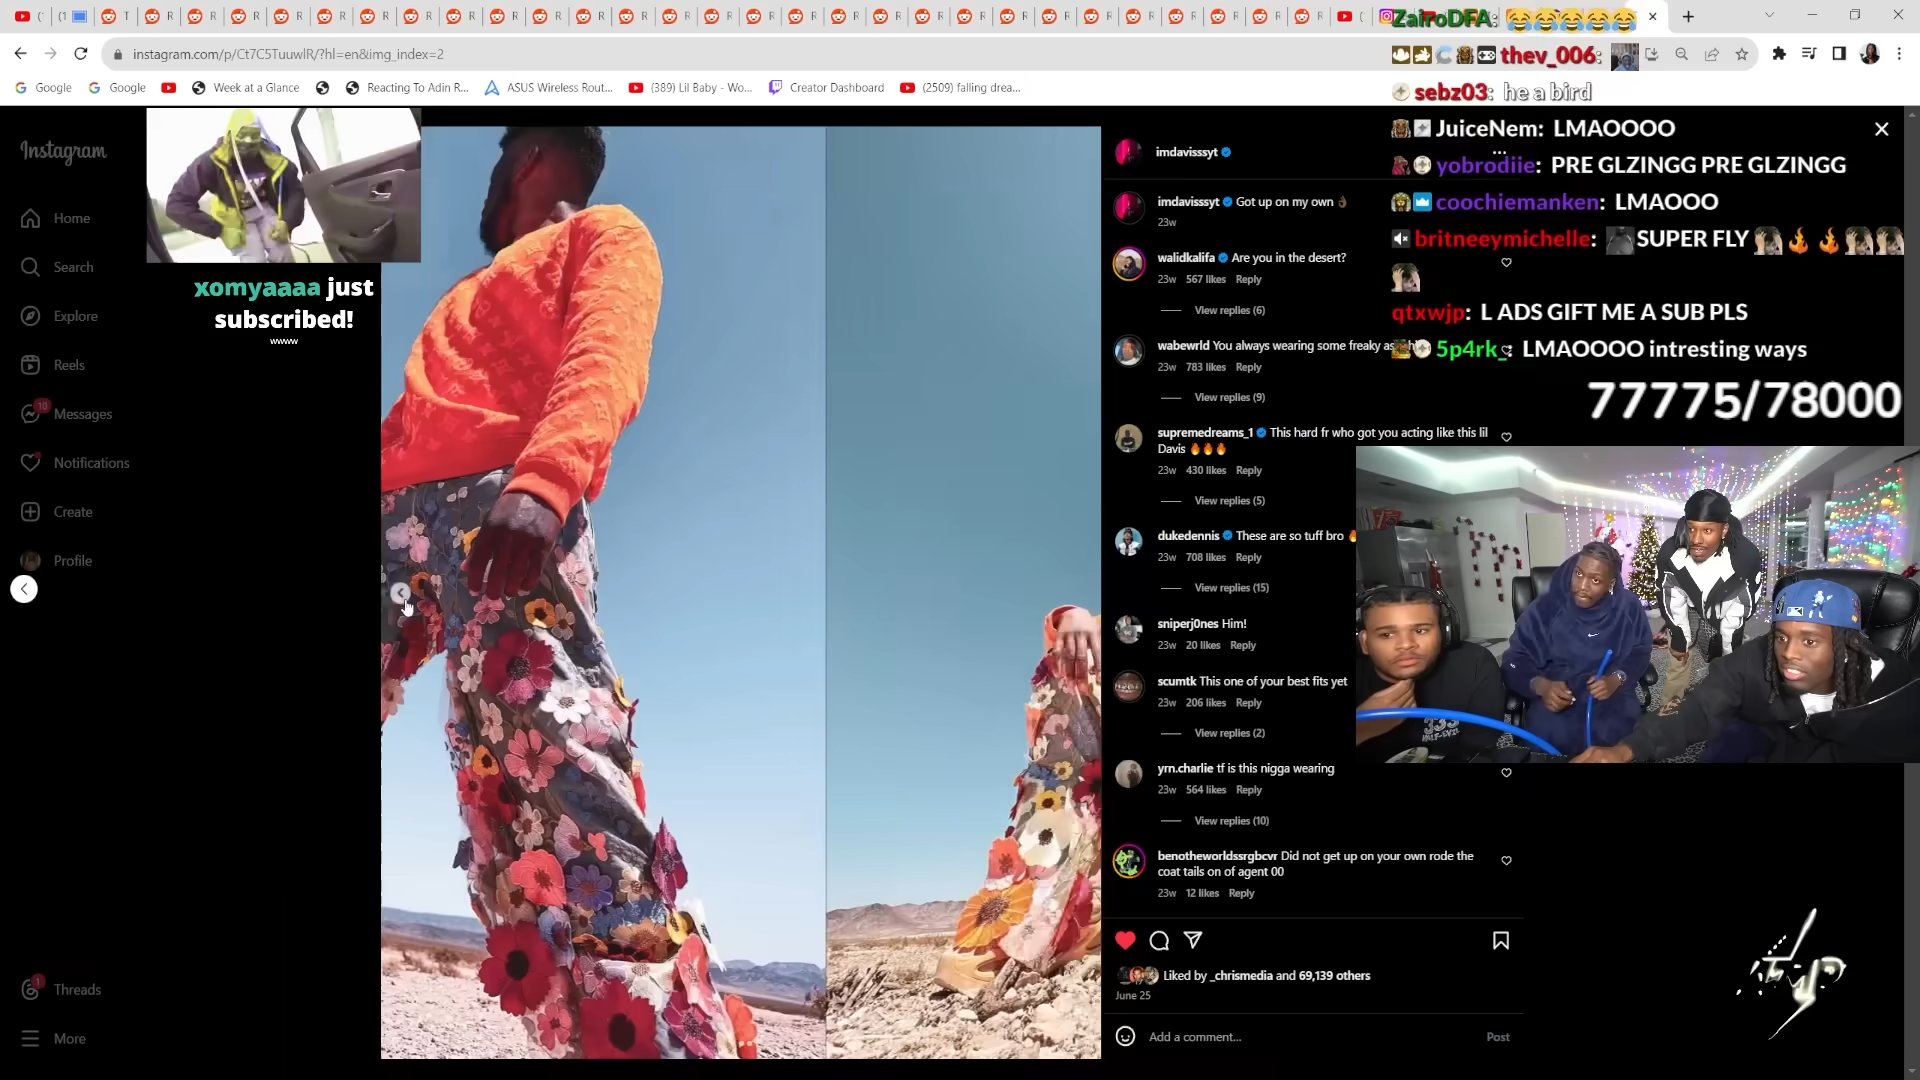 instagram.com/p/Ct7C5TuuwlR/?hl=en&img_index=2
Google
Google
Week at a Glance
Reacting To Adin R...
ASUS Wireless Rout...
(389) Lil Baby - Wo...
Creator Dashboard
(2509) falling drea...
Instagram
Home
Search
Explore
Reels
10
Messages
Notifications
Create
Profile
1
Threads
More
xomyaaaa just
subscribed!
wwww
imdavisssyt
imdavisssyt Got up on my own
23w
walidkalifa Are you in the desert?
23w 567 likes Reply
View replies (6)
wabewrld You always wearing some freaky as
23w 783 likes Reply
View replies (9)
supremedreams_1 This hard fr who got you acting like this lil
Davis 🔥🔥🔥
23w 430 likes Reply
View replies (5)
dukedennis These are so tuff bro
23w 708 likes Reply
View replies (15)
sniperj0nes Him!
23w 20 likes Reply
scumtk This one of your best fits yet
23w 206 likes Reply
View replies (2)
yrn.charlie tf is this nigga wearing
23w 564 likes Reply
View replies (10)
benotheworldssrgbcvr Did not get up on your own rode the
coat tails on of agent 00
23w 12 likes Reply
Liked by _chrismedia and 69,139 others
June 25
Add a comment...
Post
ZairoDFA: 😂😂😂😂😂
thev_006:
sebz03: he a bird
JuiceNem: LMAOOOO
yobrodiie: PRE GLZINGG PRE GLZINGG
coochiemanken: LMAOOO
britneeymichelle: SUPER FLY 🔥 🔥
qtxwjp: L ADS GIFT ME A SUB PLS
5p4rk_: LMAOOOO intresting ways
77775/78000